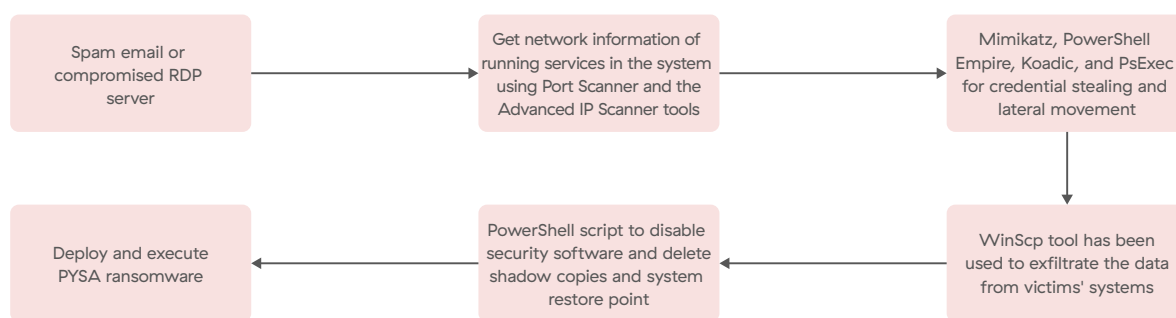 Spam email or
compromised RDP
server
Get network information of
running services in the system
using Port Scanner and the
Advanced IP Scanner tools
Mimikatz, PowerShell
Empire, Koadic, and PsExec
for credential stealing and
lateral movement
WinScp tool has been
used to exfiltrate the data
from victims' systems
PowerShell script to disable
security software and delete
shadow copies and system
restore point
Deploy and execute
PYSA ransomware